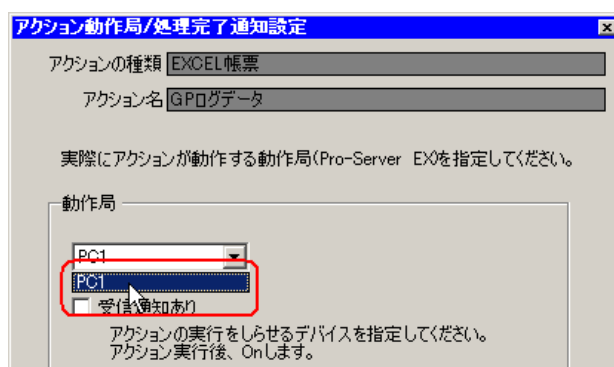 アクション動作局/処理完了通知設定
アクションの種類 EXCEL帳票
アクション名 GPログデータ
実際にアクションが動作する動作局(Pro-Server EX)を指定してください。
動作局
PC1
PC1
受信通知あり
アクションの実行をしらせるデバイスを指定してください。
アクション実行後、Onします。